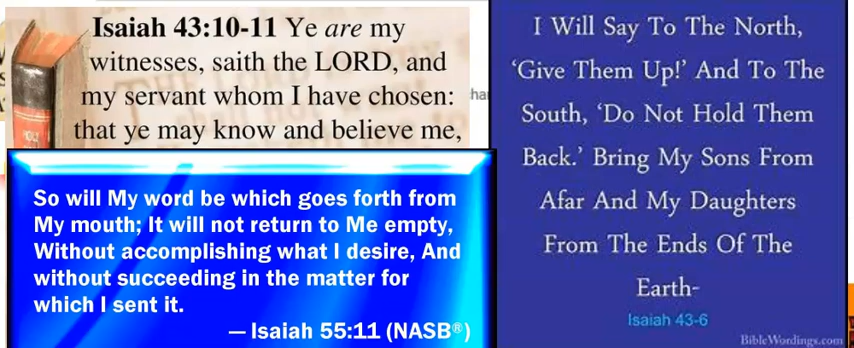 Isaiah 43:10-11 Ye are my
witnesses, saith the LORD, and
my servant whom I have chosen:
that ye may know and believe me,
So will My word be which goes forth from
My mouth; It will not return to Me empty,
Without accomplishing what I desire, And
without succeeding in the matter for
which I sent it.
— Isaiah 55:11 (NASB®)
I Will Say To The North,
‘Give Them Up!’ And To The
South, ‘Do Not Hold Them
Back.’ Bring My Sons From
Afar And My Daughters
From The Ends Of The
Earth-
Isaiah 43-6
BibleWordings.com